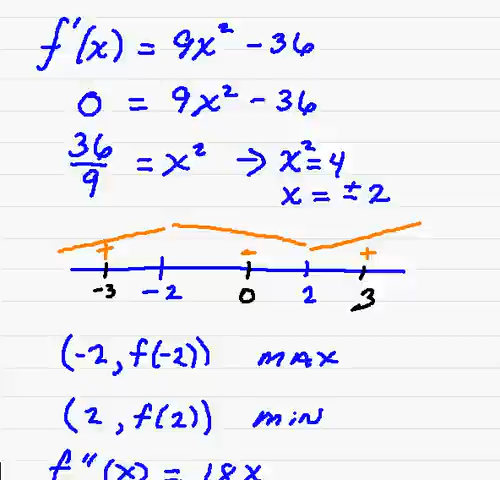 f'(x) = 9x² - 36
0 = 9x² - 36
36/9 = x² → x² = 4
x = ±2
+ - +
-3 -2 0 2 3
(-2, f(-2)) MAX
(2, f(2)) MIN
f"(x) = 18x